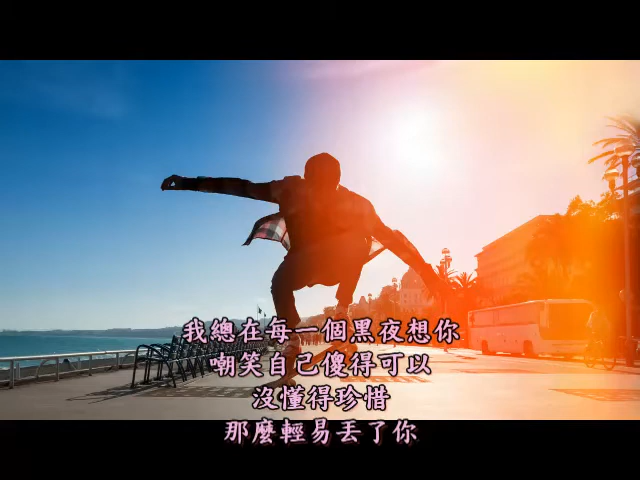 我總在每一個黑夜想你
嘲笑自己傻得可以
沒懂得珍惜
那麼輕易丟了你